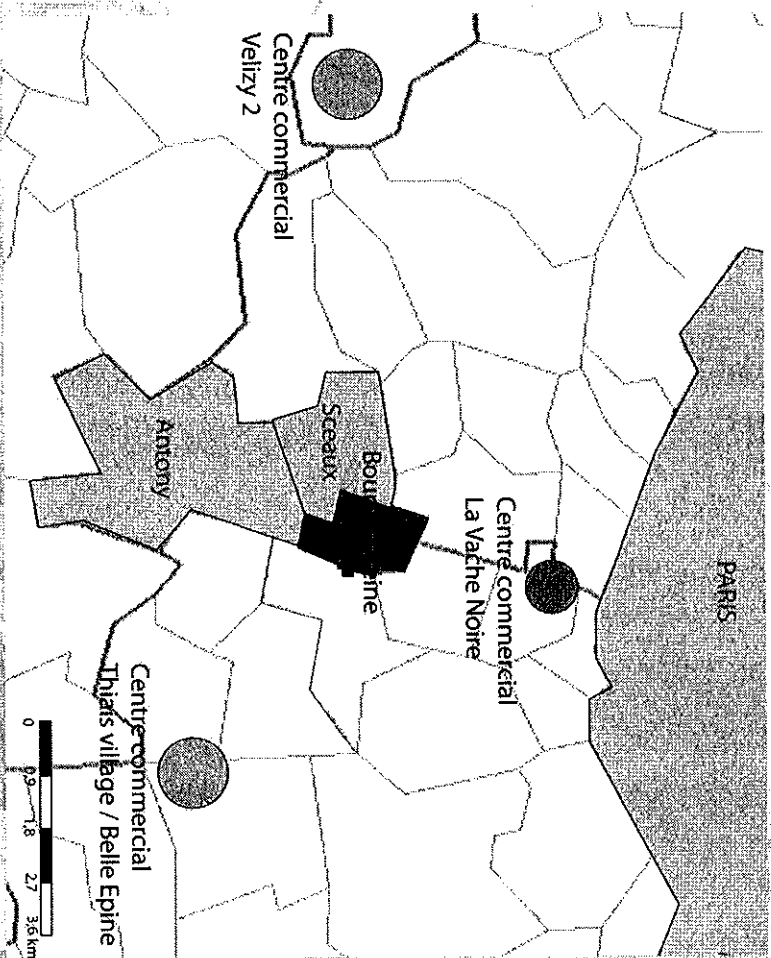 PARIS
Centre commercial
La Vache Noire
Centre commercial
Velizy 2
Sceaux
Antony
Centre commercial
Thiais village / Belle Epine
0 0,9 1,8 2,7 3,6 km